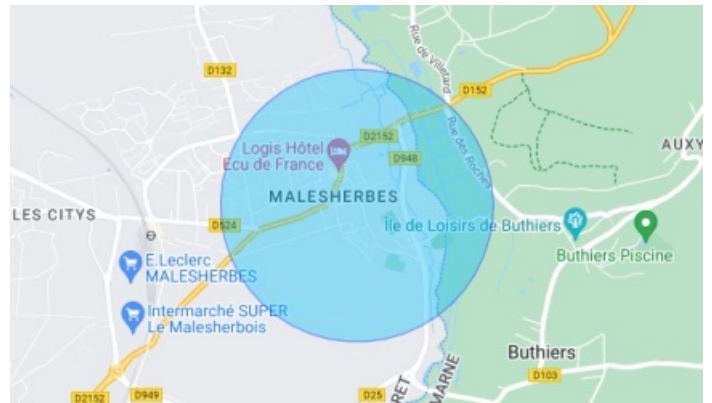 Rue de Villetard
D132
D152
Logis Hôtel
Ecu de France
D2152
Rue des Roches
D948
AUXY
MALESHERBES
LES CITYS
D524
Île de Loisirs de Buthiers
Buthiers Piscine
E.Leclerc
MALESHERBES
Intermarché SUPER
Le Malesherbois
Buthiers
D103
D2152
D949
D25
RET
MARNE